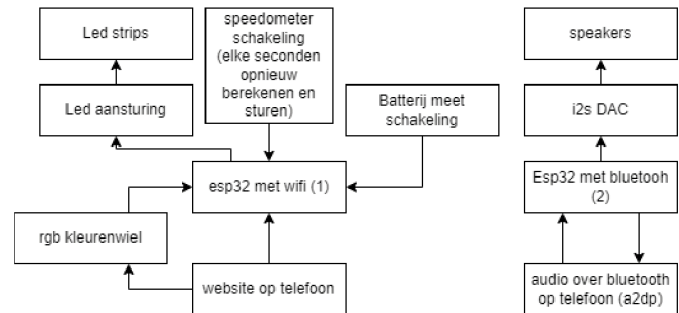 Led strips
speedometer
schakeling
(elke seconden
opnieuw
berekenen en
sturen)
speakers
Led aansturing
Batterij meet
schakeling
i2s DAC
esp32 met wifi (1)
Esp32 met bluetooh
(2)
rgb kleurenwiel
website op telefoon
audio over bluetooth
op telefoon (a2dp)